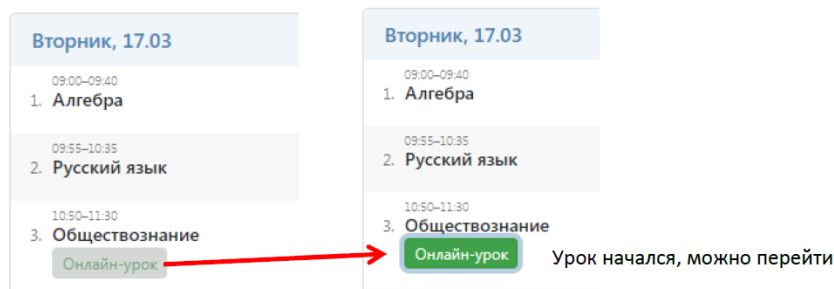 Вторник, 17.03
09:00–09:40
1. Алгебра
09:55–10:35
2. Русский язык
10:50–11:30
3. Обществознание
Онлайн-урок
Вторник, 17.03
09:00–09:40
1. Алгебра
09:55–10:35
2. Русский язык
10:50–11:30
3. Обществознание
Онлайн-урок
Урок начался, можно перейти